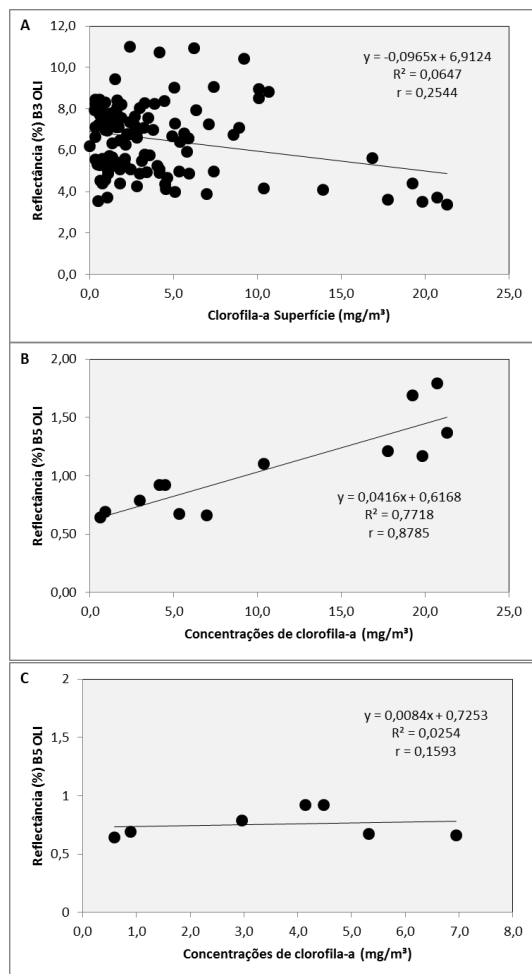 A
12,0
10,0
8,0
6,0
4,0
2,0
0,0
Reflectância (%) B3 OLI
y = -0,0965x + 6,9124
R² = 0,0647
r = 0,2544
0,0 5,0 10,0 15,0 20,0 25,0
Clorofila-a Superfície (mg/m³)
B
2,00
1,50
1,00
0,50
0,00
Reflectância (%) B5 OLI
y = 0,0416x + 0,6168
R² = 0,7718
r = 0,8785
0,0 5,0 10,0 15,0 20,0 25,0
Concentrações de clorofila-a (mg/m³)
C
2
1,5
1
0,5
0
Reflectância (%) B5 OLI
y = 0,0084x + 0,7253
R² = 0,0254
r = 0,1593
0,0 1,0 2,0 3,0 4,0 5,0 6,0 7,0 8,0
Concentrações de clorofila-a (mg/m³)